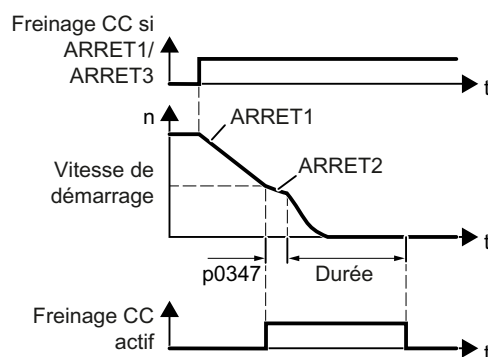 Freinage CC si
ARRET1/
ARRET3
t
n
ARRET1
ARRET2
Vitesse de
démarrage
t
p0347
Durée
Freinage CC
actif
t